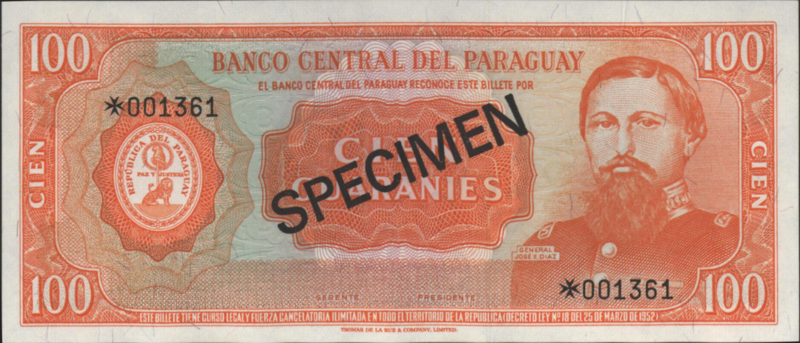 100
100
BANCO CENTRAL DEL PARAGUAY
EL BANCO CENTRAL DEL PARAGUAY RECONOCE ESTE BILLETE POR
*001361
CIEN
REPÚBLICA DEL PARAGUAY
PAZ Y JUSTICIA
CIEN
GUARANIES
SPECIMEN
CIEN
GENERAL
JOSE E. DIAZ
GERENTE
PRESIDENTE
*001361
100
100
ESTE BILLETE TIENE CURSO LEGAL Y FUERZA CANCELATORIA ILIMITADA EN TODO EL TERRITORIO DE LA REPUBLICA (DECRETO LEY Nº 18 DEL 25 DE MARZO DE 1952)
THOMAS DE LA RUE & COMPANY, LIMITED.